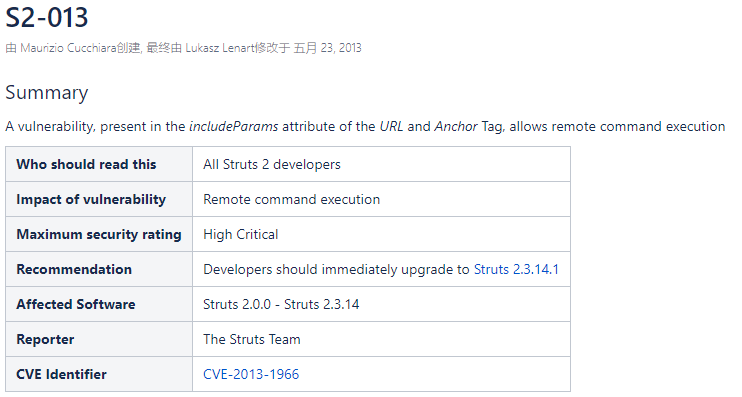 S2-013
由 Maurizio Cucchiara创建, 最终由 Lukasz Lenart修改于 五月 23, 2013
Summary
A vulnerability, present in the includeParams attribute of the URL and Anchor Tag, allows remote command execution
Who should read this All Struts 2 developers
Impact of vulnerability Remote command execution
Maximum security rating High Critical
Recommendation Developers should immediately upgrade to Struts 2.3.14.1
Affected Software Struts 2.0.0 - Struts 2.3.14
Reporter The Struts Team
CVE Identifier CVE-2013-1966